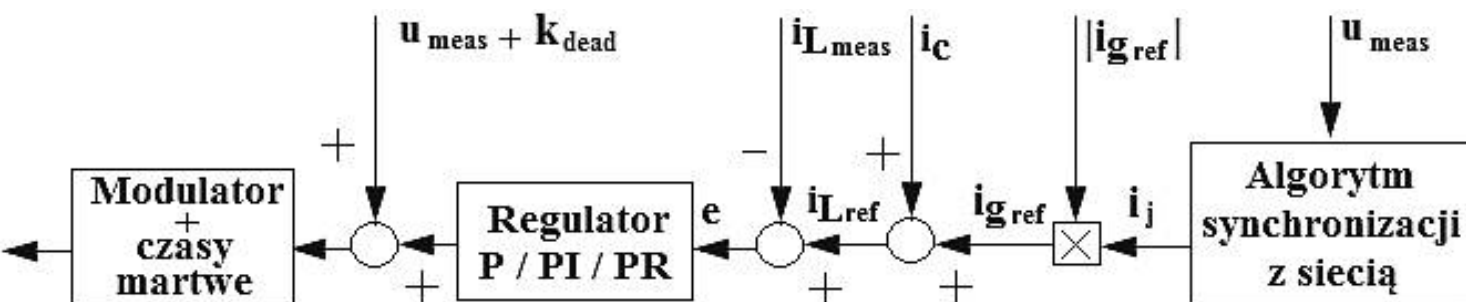 u meas + k dead
i L meas
i c
|i g ref|
u meas
+
−
+
Modulator
+
czasy
martwe
Regulator
P / PI / PR
e
i L ref
i g ref
×
i j
Algorytm
synchronizacji
z siecią
+
+
+